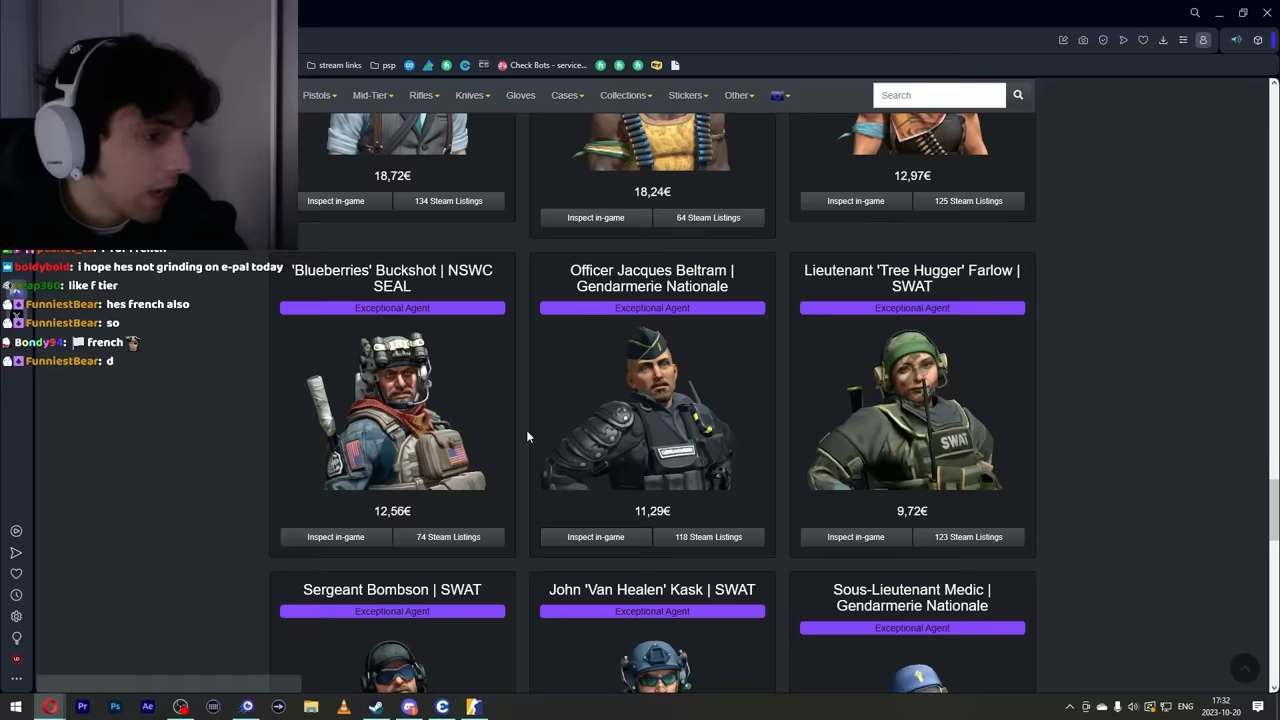 stream links
psp
Check Bots - service...
Pistols
Mid-Tier
Rifles
Knives
Gloves
Cases
Collections
Stickers
Other
Search
18,72€
18,24€
12,97€
Inspect in-game
134 Steam Listings
Inspect in-game
64 Steam Listings
Inspect in-game
125 Steam Listings
boldybold: i hope hes not grinding on e-pal today
like f tier
FunniestBear: hes french also
FunniestBear: so
Bondy94: french
FunniestBear: d
'Blueberries' Buckshot | NSWC
SEAL
Exceptional Agent
12,56€
Inspect in-game
74 Steam Listings
Officer Jacques Beltram |
Gendarmerie Nationale
Exceptional Agent
GENDARMERIE
11,29€
Inspect in-game
118 Steam Listings
Lieutenant 'Tree Hugger' Farlow |
SWAT
Exceptional Agent
SWAT
9,72€
Inspect in-game
123 Steam Listings
Sergeant Bombson | SWAT
Exceptional Agent
John 'Van Healen' Kask | SWAT
Exceptional Agent
Sous-Lieutenant Medic |
Gendarmerie Nationale
Exceptional Agent
Pr
Ps
Ae
ENG
17:32
2023-10-20